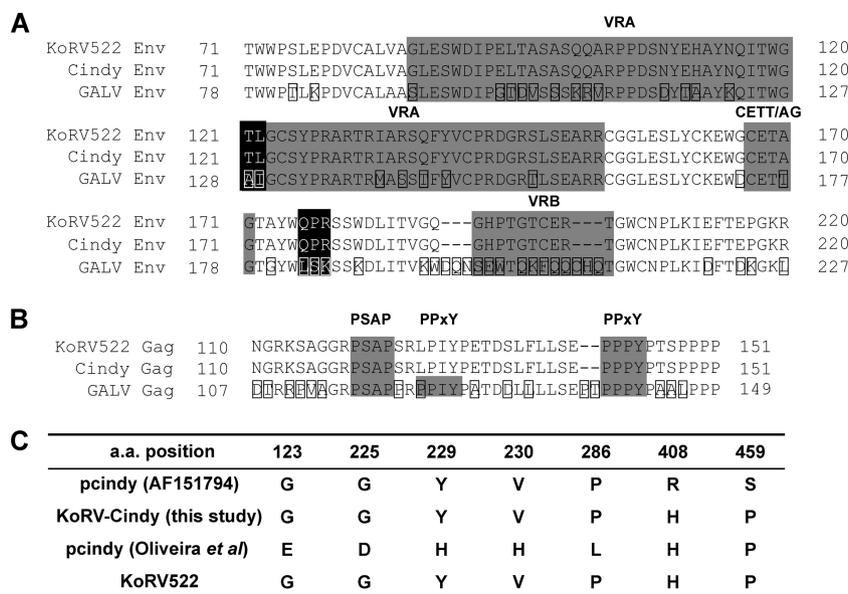 A
VRA
KoRV522 Env 71 TWWPSLEPDVCALVAGLESWDIPELTASASQQARPPDSNYEHAYNQITWG 120
Cindy Env 71 TWWPSLEPDVCALVAGLESWDIPELTASASQQARPPDSNYEHAYNQITWG 120
GALV Env 78 TWWPTLKPDVCALAASLESWDIPGTDVSSSKRVRPPDSDYTAAYKQITWG 127
VRA CETT/AG
KoRV522 Env 121 TLGCSYPRARTRIARSQFYVCPRDGRSLSEARRCGGLESLYCKEWGCETA 170
Cindy Env 121 TLGCSYPRARTRIARSQFYVCPRDGRSLSEARRCGGLESLYCKEWGCETA 170
GALV Env 128 AIGCSYPRARTRMASSTFYVCPRDGRTLSEARRCGGLESLYCKEWDCETT 177
VRB
KoRV522 Env 171 GTAYWQPRSSWDLITVGQ---GHPTGTCER---TGWCNPLKIEFTEPGKR 220
Cindy Env 171 GTAYWQPRSSWDLITVGQ---GHPTGTCER---TGWCNPLKIEFTEPGKR 220
GALV Env 178 GTGYWLSKSSKDLITVKWDQNSEWTQKFQQCHQTGWCNPLKIDFTDKGKL 227
B
PSAP PPxY PPxY
KoRV522 Gag 110 NGRKSAGGRPSAPSRLPIYPETDSLFLLSE--PPPYPTSPPPP 151
Cindy Gag 110 NGRKSAGGRPSAPSRLPIYPETDSLFLLSE--PPPYPTSPPPP 151
GALV Gag 107 DIRRPVAGRPSAPPRPPIYPATDDLLLLSEPTPPPYPAALPPP 149
C
a.a. position 123 225 229 230 286 408 459
pcindy (AF151794) G G Y V P R S
KoRV-Cindy (this study) G G Y V P H P
pcindy (Oliveira et al) E D H H L H P
KoRV522 G G Y V P H P